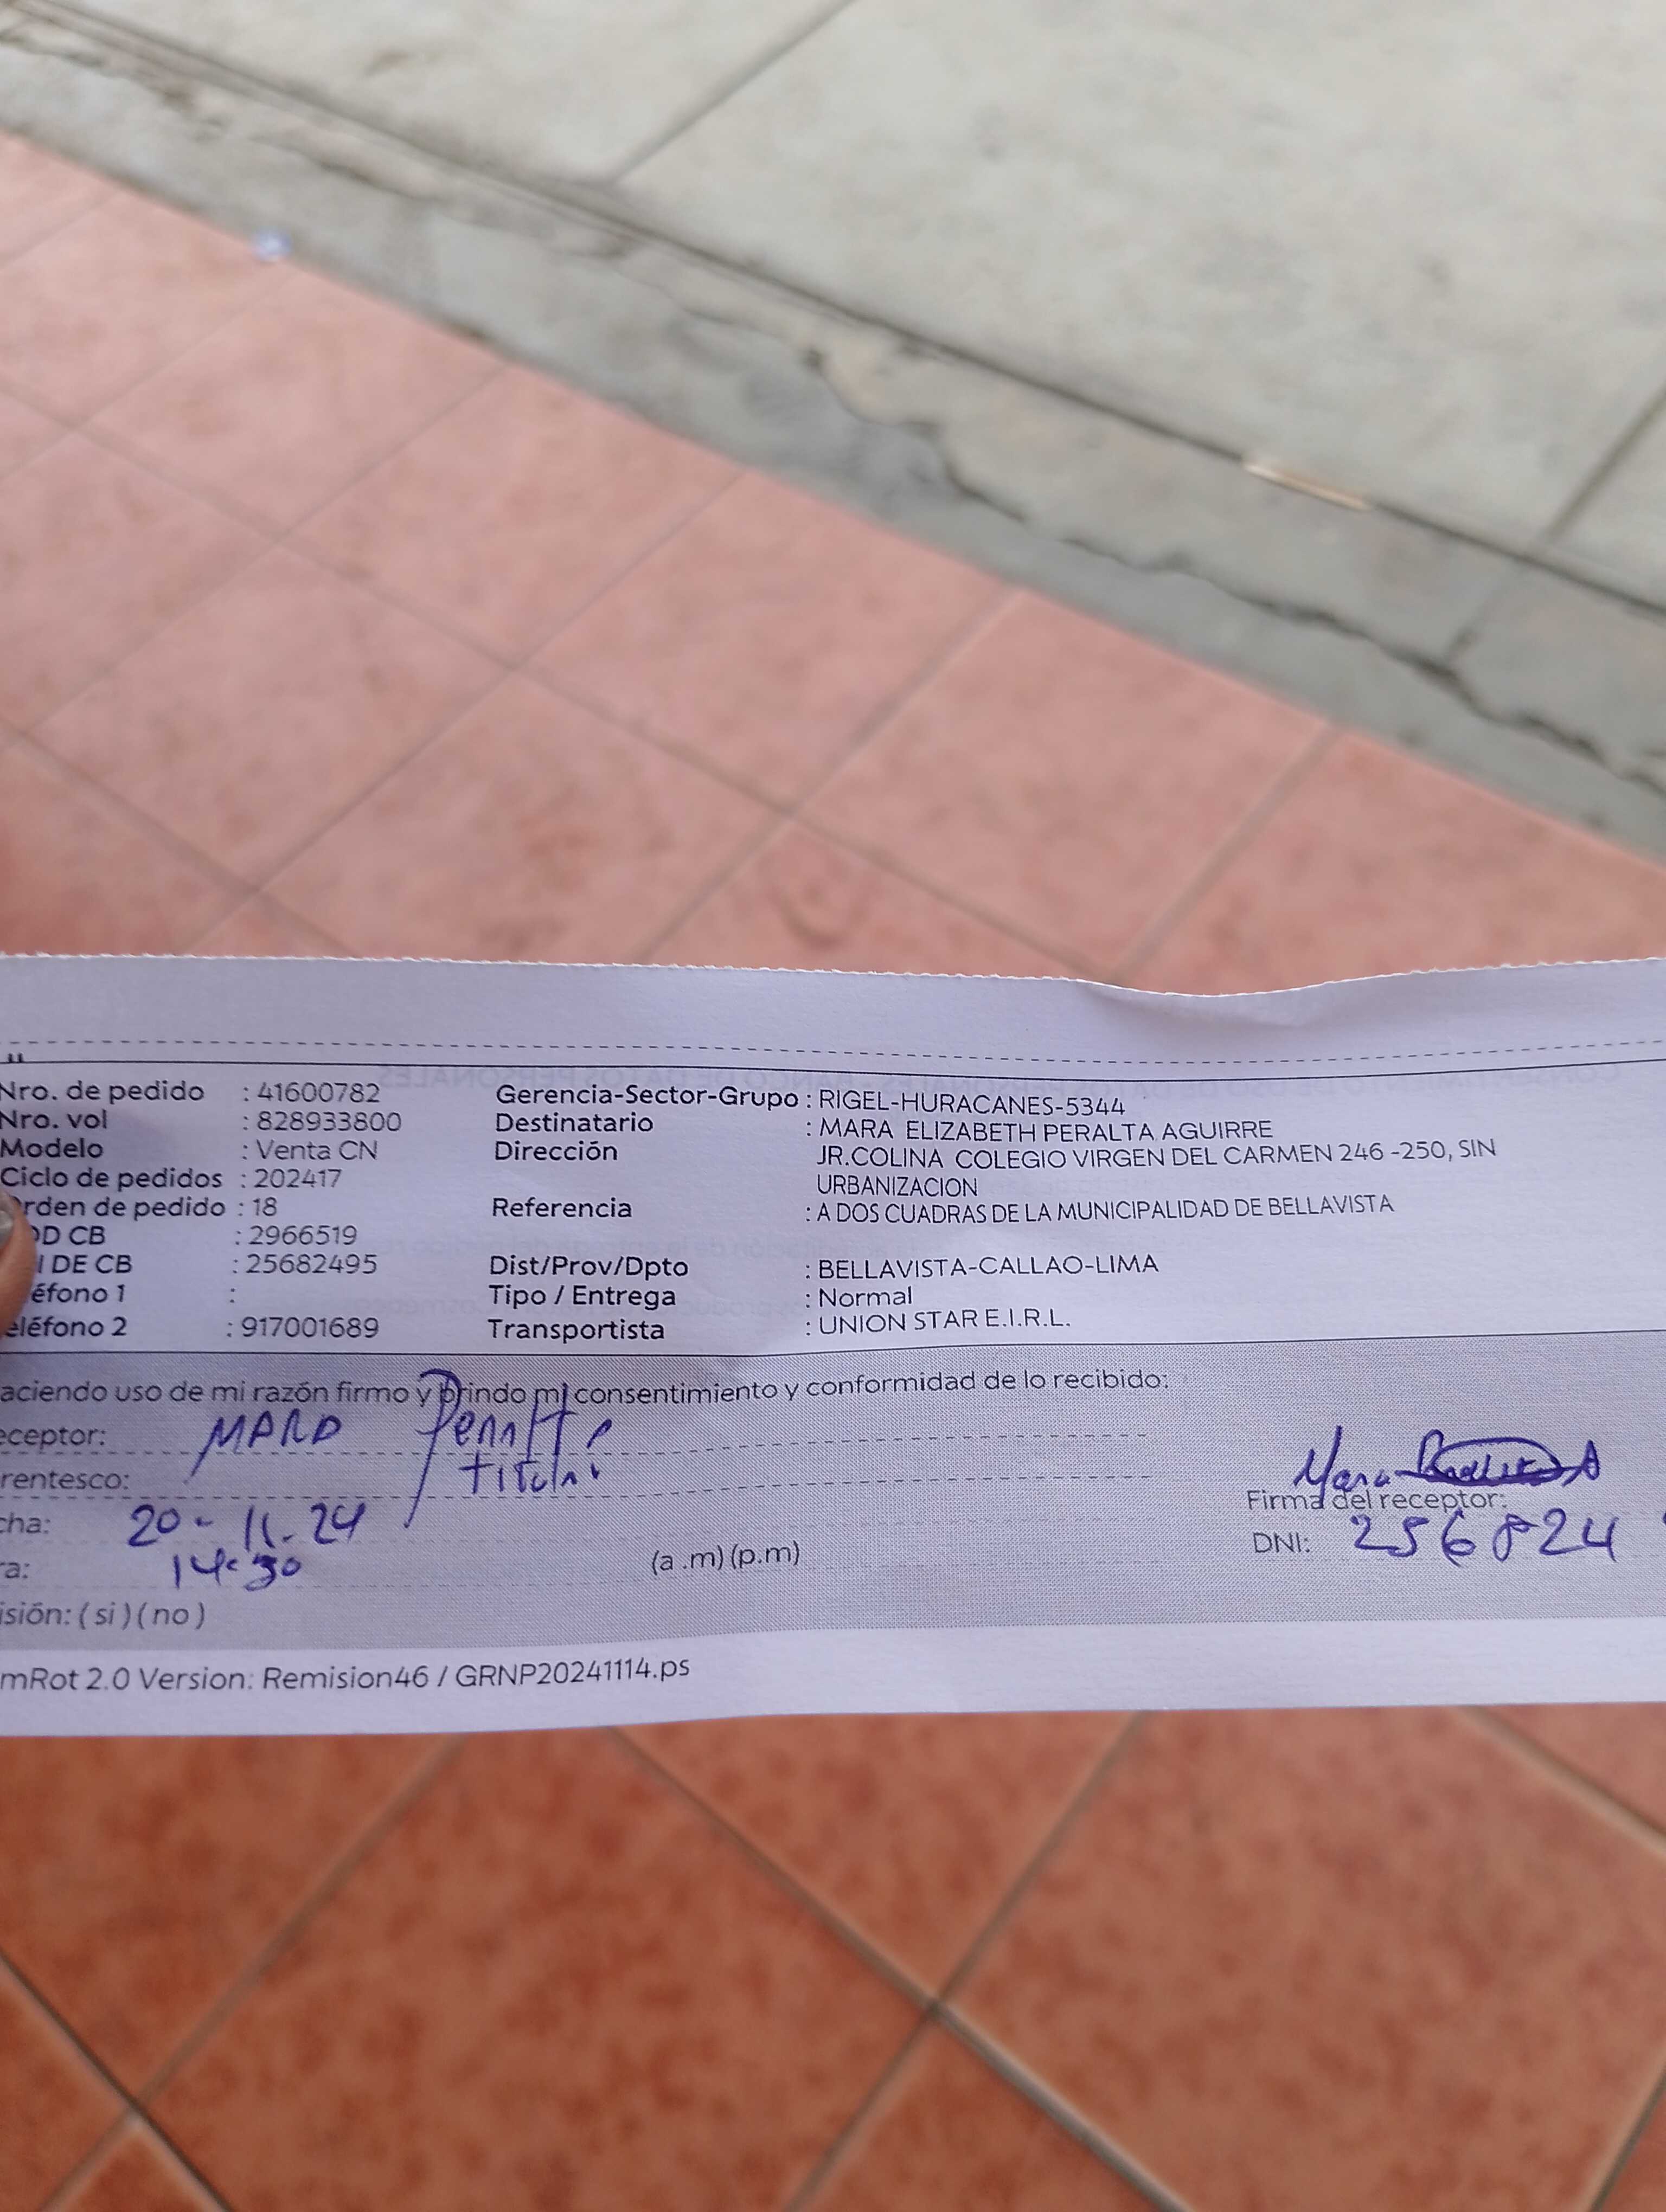 Nro. de pedido : 41600782 Gerencia-Sector-Grupo : RIGEL-HURACANES-5344
Nro. vol : 828933800 Destinatario : MARA ELIZABETH PERALTA AGUIRRE
Modelo : Venta CN Dirección JR.COLINA COLEGIO VIRGEN DEL CARMEN 246 -250, SIN
Ciclo de pedidos : 202417 URBANIZACION
rden de pedido : 18 Referencia : A DOS CUADRAS DE LA MUNICIPALIDAD DE BELLAVISTA
D CB : 2966519
I DE CB : 25682495 Dist/Prov/Dpto : BELLAVISTA-CALLAO-LIMA
éfono 1 : Tipo / Entrega : Normal
eléfono 2 : 917001689 Transportista : UNION STAR E.I.R.L.
aciendo uso de mi razón firmo y brindo mi consentimiento y conformidad de lo recibido:
eceptor: MARA Peralta
rentesco: titular
Mara Peralta A
Firma del receptor:
cha: 20-11-24
DNI: 256824
ra: 14:30 (a .m) (p.m)
isión: ( si ) ( no )
mRot 2.0 Version: Remision46 / GRNP20241114.ps